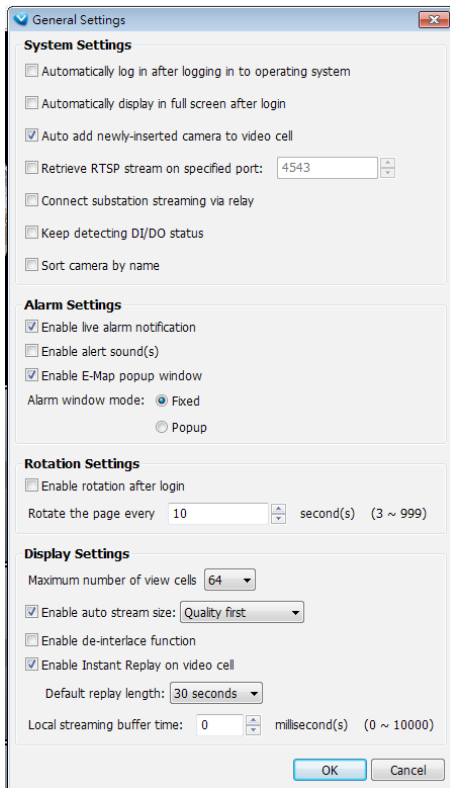 General Settings
System Settings
Automatically log in after logging in to operating system
Automatically display in full screen after login
Auto add newly-inserted camera to video cell
Retrieve RTSP stream on specified port: 4543
Connect substation streaming via relay
Keep detecting DI/DO status
Sort camera by name
Alarm Settings
Enable live alarm notification
Enable alert sound(s)
Enable E-Map popup window
Alarm window mode: Fixed
Popup
Rotation Settings
Enable rotation after login
Rotate the page every 10 second(s) (3 ~ 999)
Display Settings
Maximum number of view cells 64
Enable auto stream size: Quality first
Enable de-interlace function
Enable Instant Replay on video cell
Default replay length: 30 seconds
Local streaming buffer time: 0 millisecond(s) (0 ~ 10000)
OK Cancel